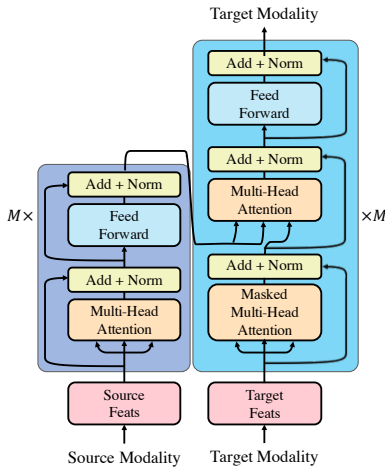 Target Modality
Add + Norm
Feed
Forward
Add + Norm
Multi-Head
Attention
Add + Norm
Masked
Multi-Head
Attention
Target
Feats
Target Modality
×M
M×
Add + Norm
Feed
Forward
Add + Norm
Multi-Head
Attention
Source
Feats
Source Modality